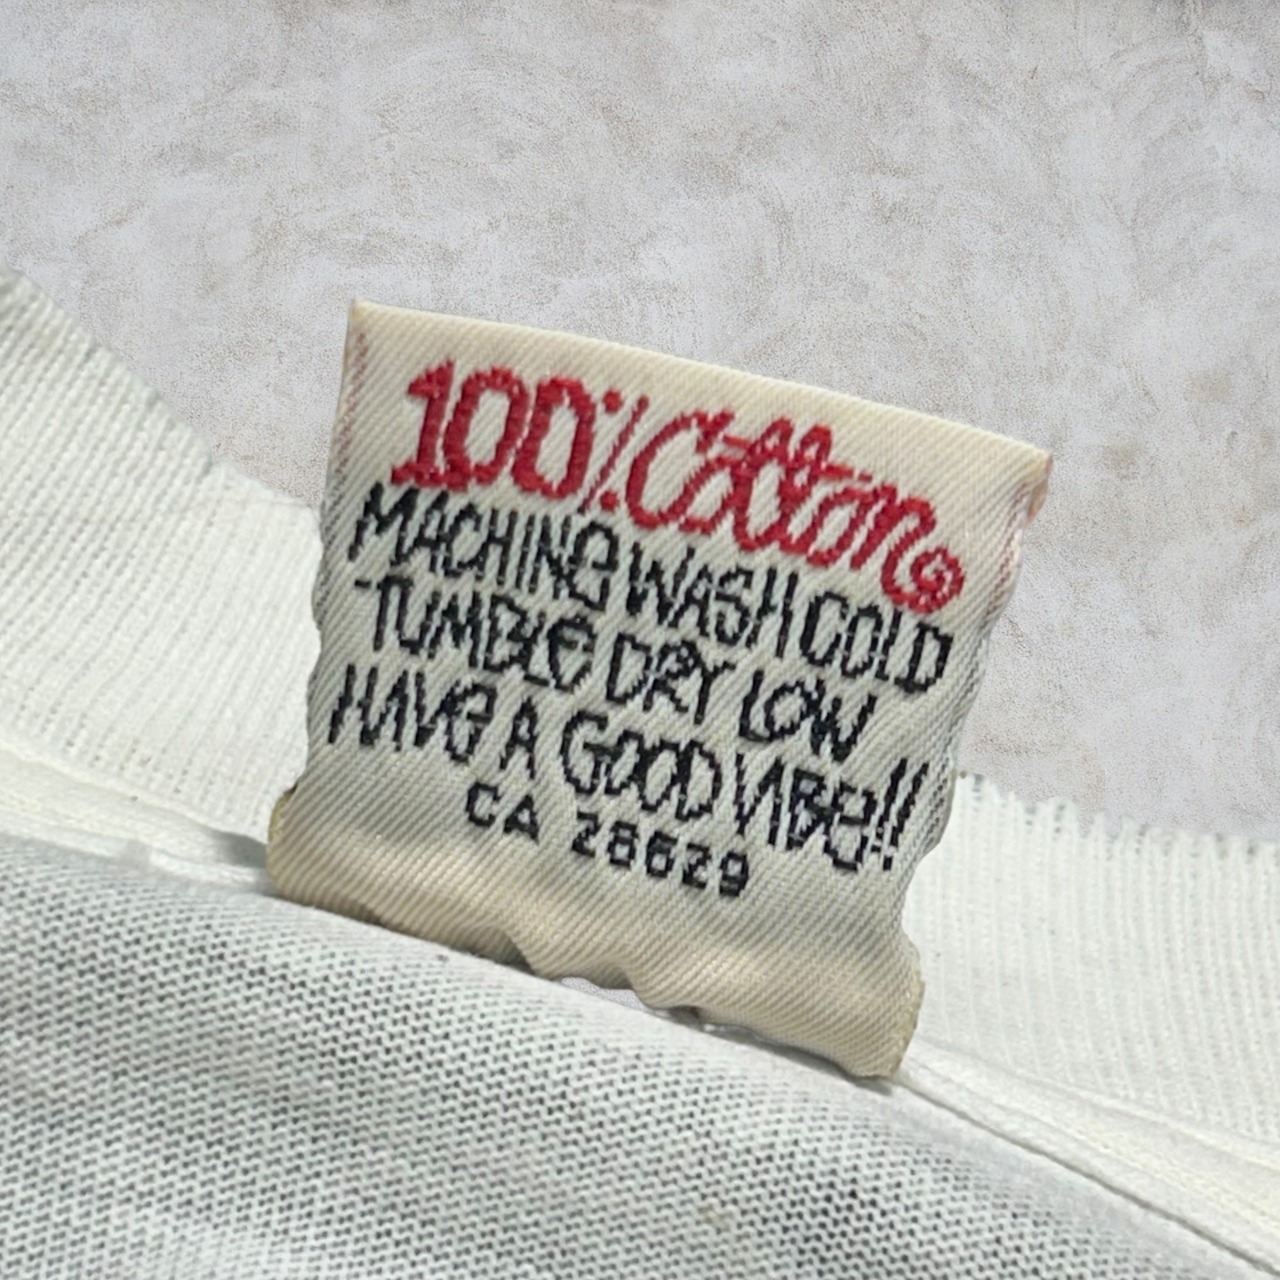 100% Cotton
MACHINE WASH COLD
-TUMBLE DRY LOW
HAVE A GOOD VIBE!!
CA 28629